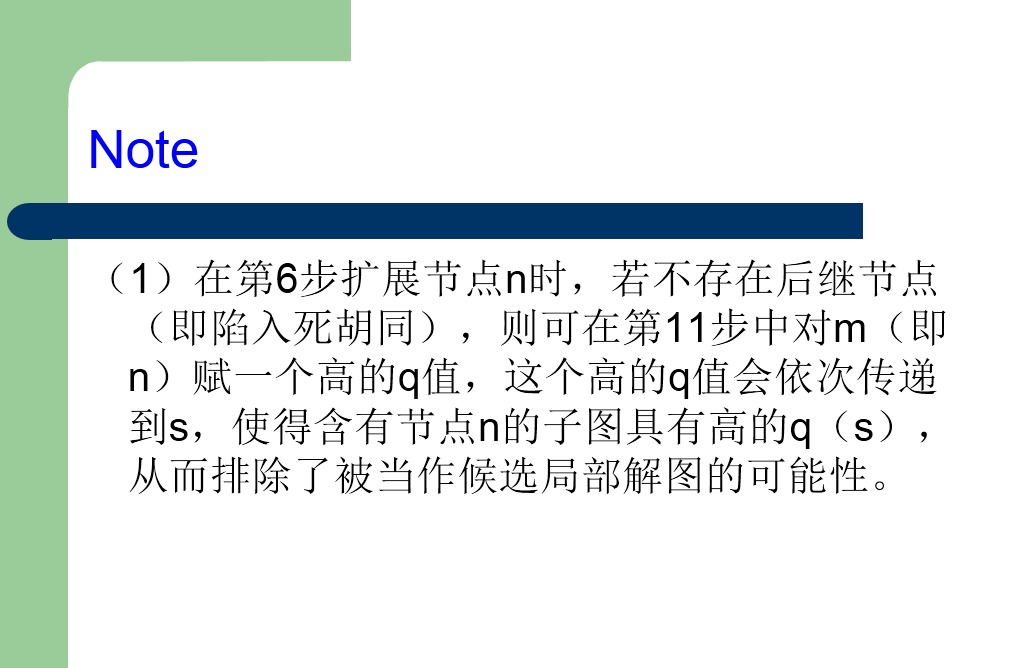 Note
（1）在第6步扩展节点n时，若不存在后继节点
（即陷入死胡同），则可在第11步中对m（即
n）赋一个高的q值，这个高的q值会依次传递
到s，使得含有节点n的子图具有高的q（s），
从而排除了被当作候选局部解图的可能性。